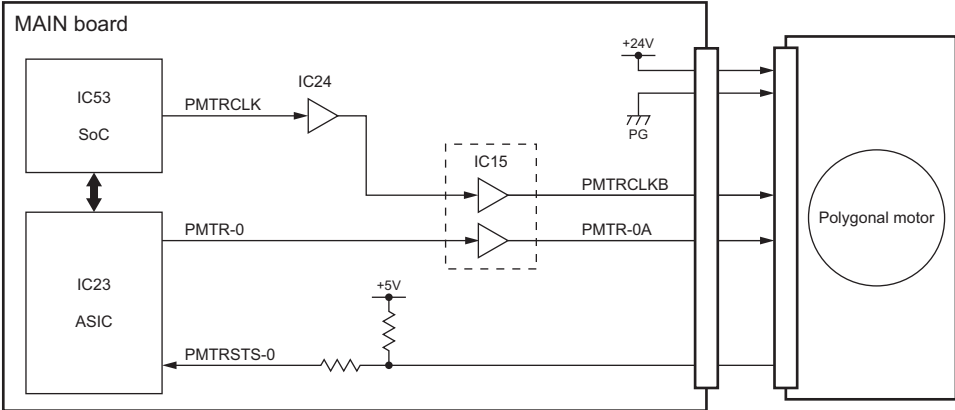 MAIN board
+24V
IC24
IC53
SoC
PMTRCLK
PG
IC15
PMTRCLKB
PMTR-0
PMTR-0A
Polygonal motor
IC23
ASIC
+5V
PMTRSTS-0